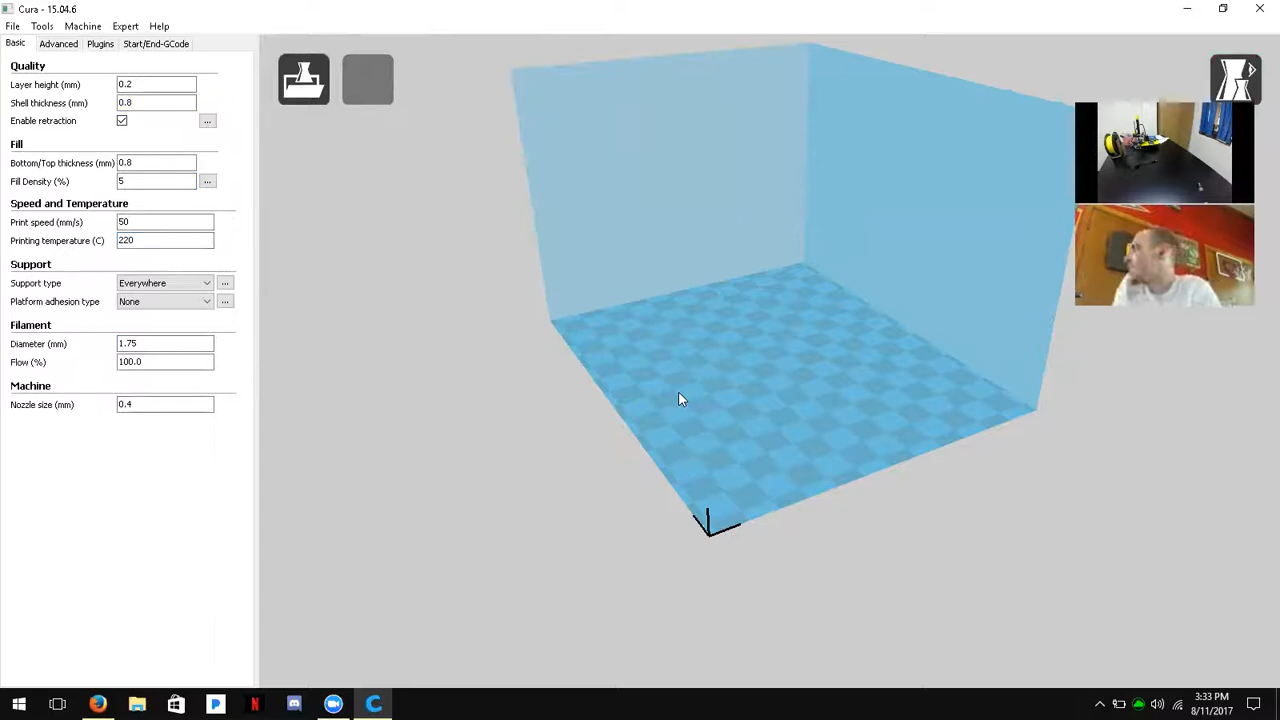 Cura - 15.04.6
File Tools Machine Expert Help
Basic Advanced Plugins Start/End-GCode
Quality
Layer height (mm) 0.2
Shell thickness (mm) 0.8
Enable retraction ...
Fill
Bottom/Top thickness (mm) 0.8
Fill Density (%) 5 ...
Speed and Temperature
Print speed (mm/s) 50
Printing temperature (C) 220
Support
Support type Everywhere ...
Platform adhesion type None ...
Filament
Diameter (mm) 1.75
Flow (%) 100.0
Machine
Nozzle size (mm) 0.4
P N C
3:33 PM
8/11/2017